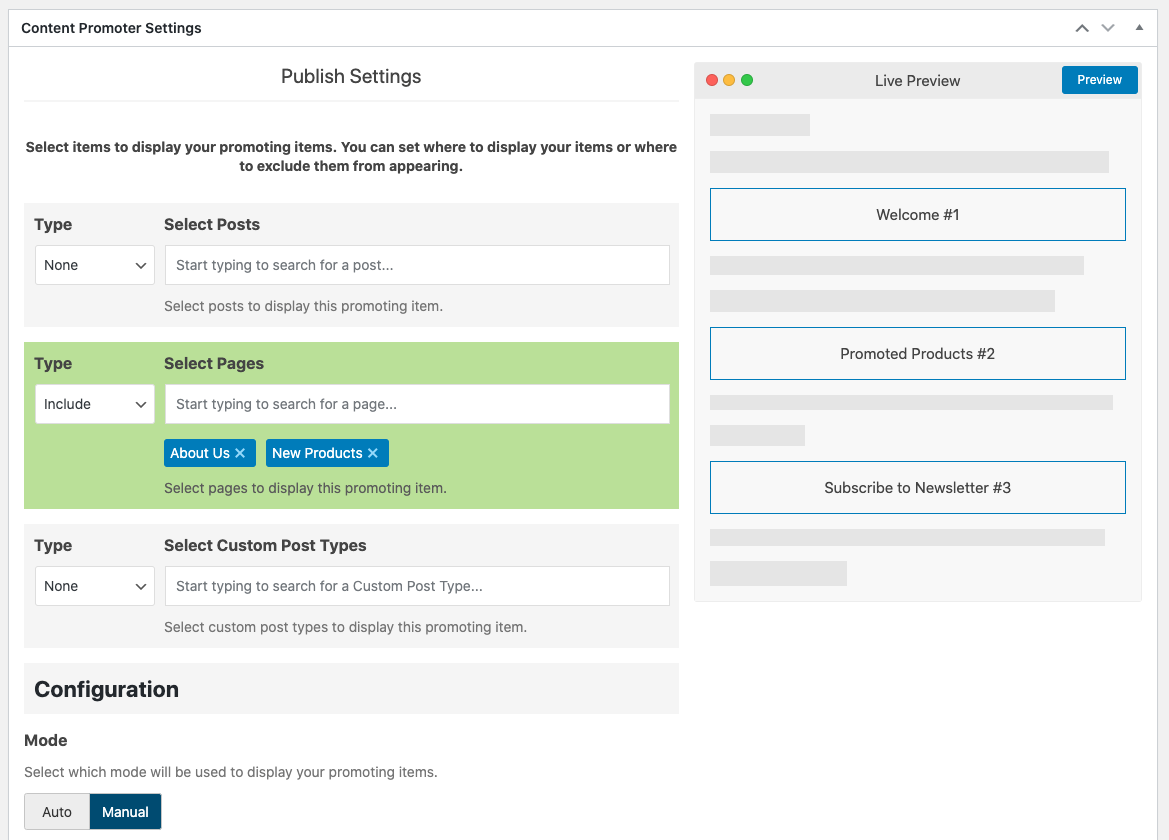 Content Promoter Settings
Publish Settings
Select items to display your promoting items. You can set where to display your items or where
to exclude them from appearing.
Type
Select Posts
None
Start typing to search for a post...
Select posts to display this promoting item.
Type
Select Pages
Include
Start typing to search for a page...
About Us ×
New Products ×
Select pages to display this promoting item.
Type
Select Custom Post Types
None
Start typing to search for a Custom Post Type...
Select custom post types to display this promoting item.
Configuration
Mode
Select which mode will be used to display your promoting items.
Auto
Manual
Live Preview
Preview
Welcome #1
Promoted Products #2
Subscribe to Newsletter #3